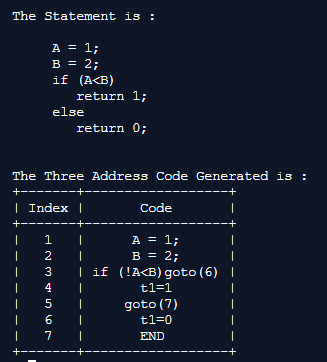 The Statement is :
A = 1;
B = 2;
if (A<B)
return 1;
else
return 0;
The Three Address Code Generated is :
+-------+------------------+
| Index | Code |
+-------+------------------+
| 1 | A = 1; |
| 2 | B = 2; |
| 3 | if (!A<B)goto(6) |
| 4 | t1=1 |
| 5 | goto(7) |
| 6 | t1=0 |
| 7 | END |
+-------+------------------+